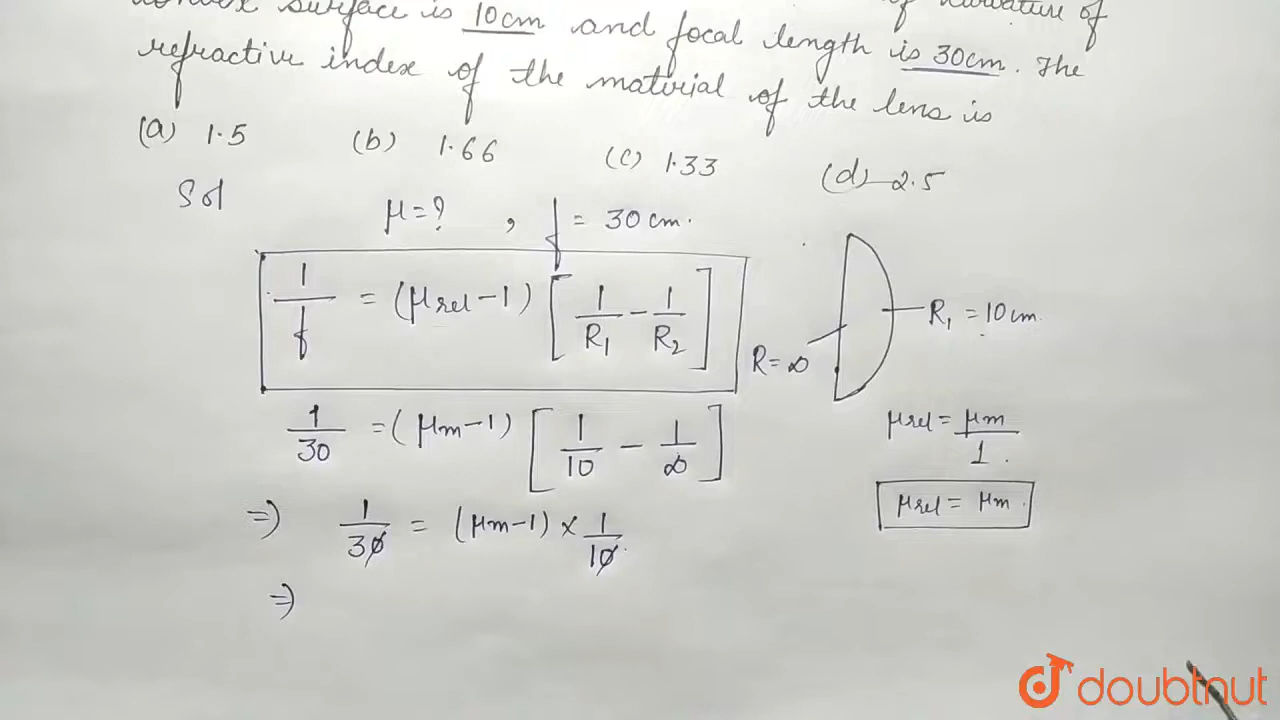 surface is 10cm and focal length is 30cm. The
refractive index of the material of the lens is
(a) 1.5 (b) 1.66 (c) 1.33 (d) 2.5
Sol
μ = ? , f = 30 cm.
1/f = (μrel - 1) [1/R1 - 1/R2]
R = ∞
R1 = 10cm.
1/30 = (μm - 1) [1/10 - 1/∞]
μrel = μm/1.
μrel = μm.
⇒ 1/30 = (μm - 1) × 1/10.
⇒
doubtnut